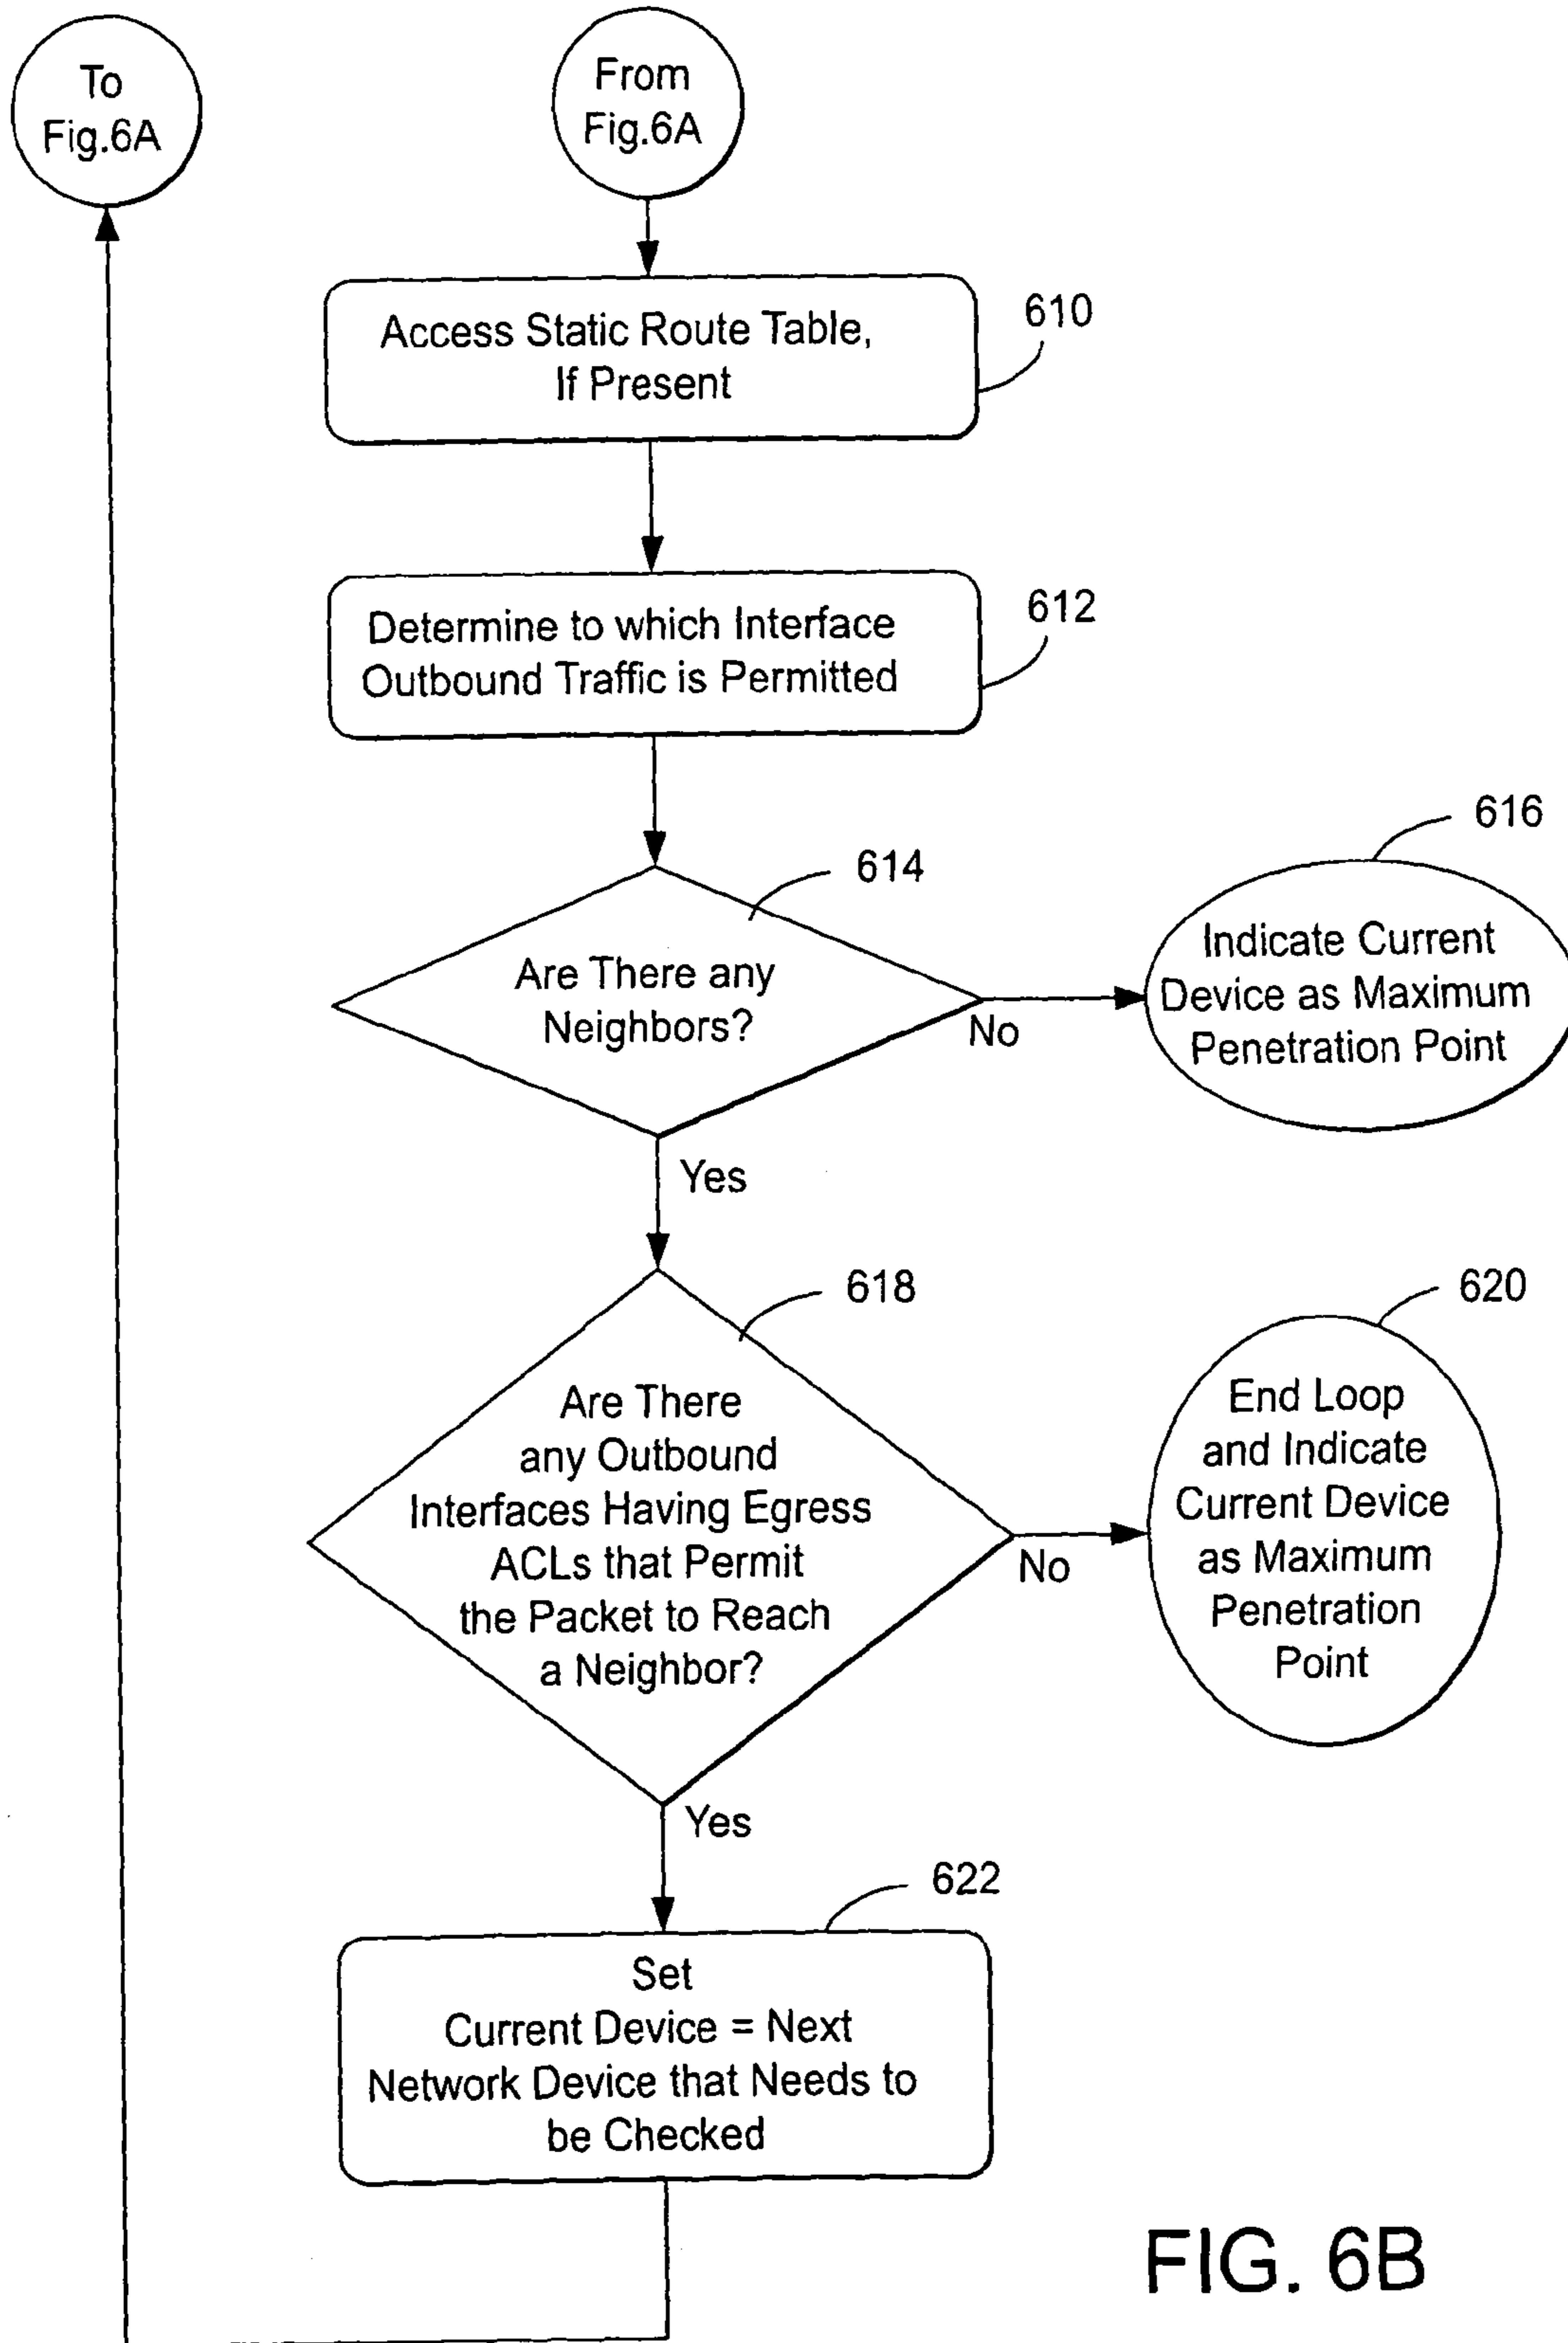 To
Fig.6A
From
Fig.6A
Access Static Route Table,
If Present
610
Determine to which Interface
Outbound Traffic is Permitted
612
614
Are There any
Neighbors?
No
616
Indicate Current
Device as Maximum
Penetration Point
Yes
618
Are There
any Outbound
Interfaces Having Egress
ACLs that Permit
the Packet to Reach
a Neighbor?
No
620
End Loop
and Indicate
Current Device
as Maximum
Penetration
Point
Yes
622
Set
Current Device = Next
Network Device that Needs to
be Checked
FIG. 6B